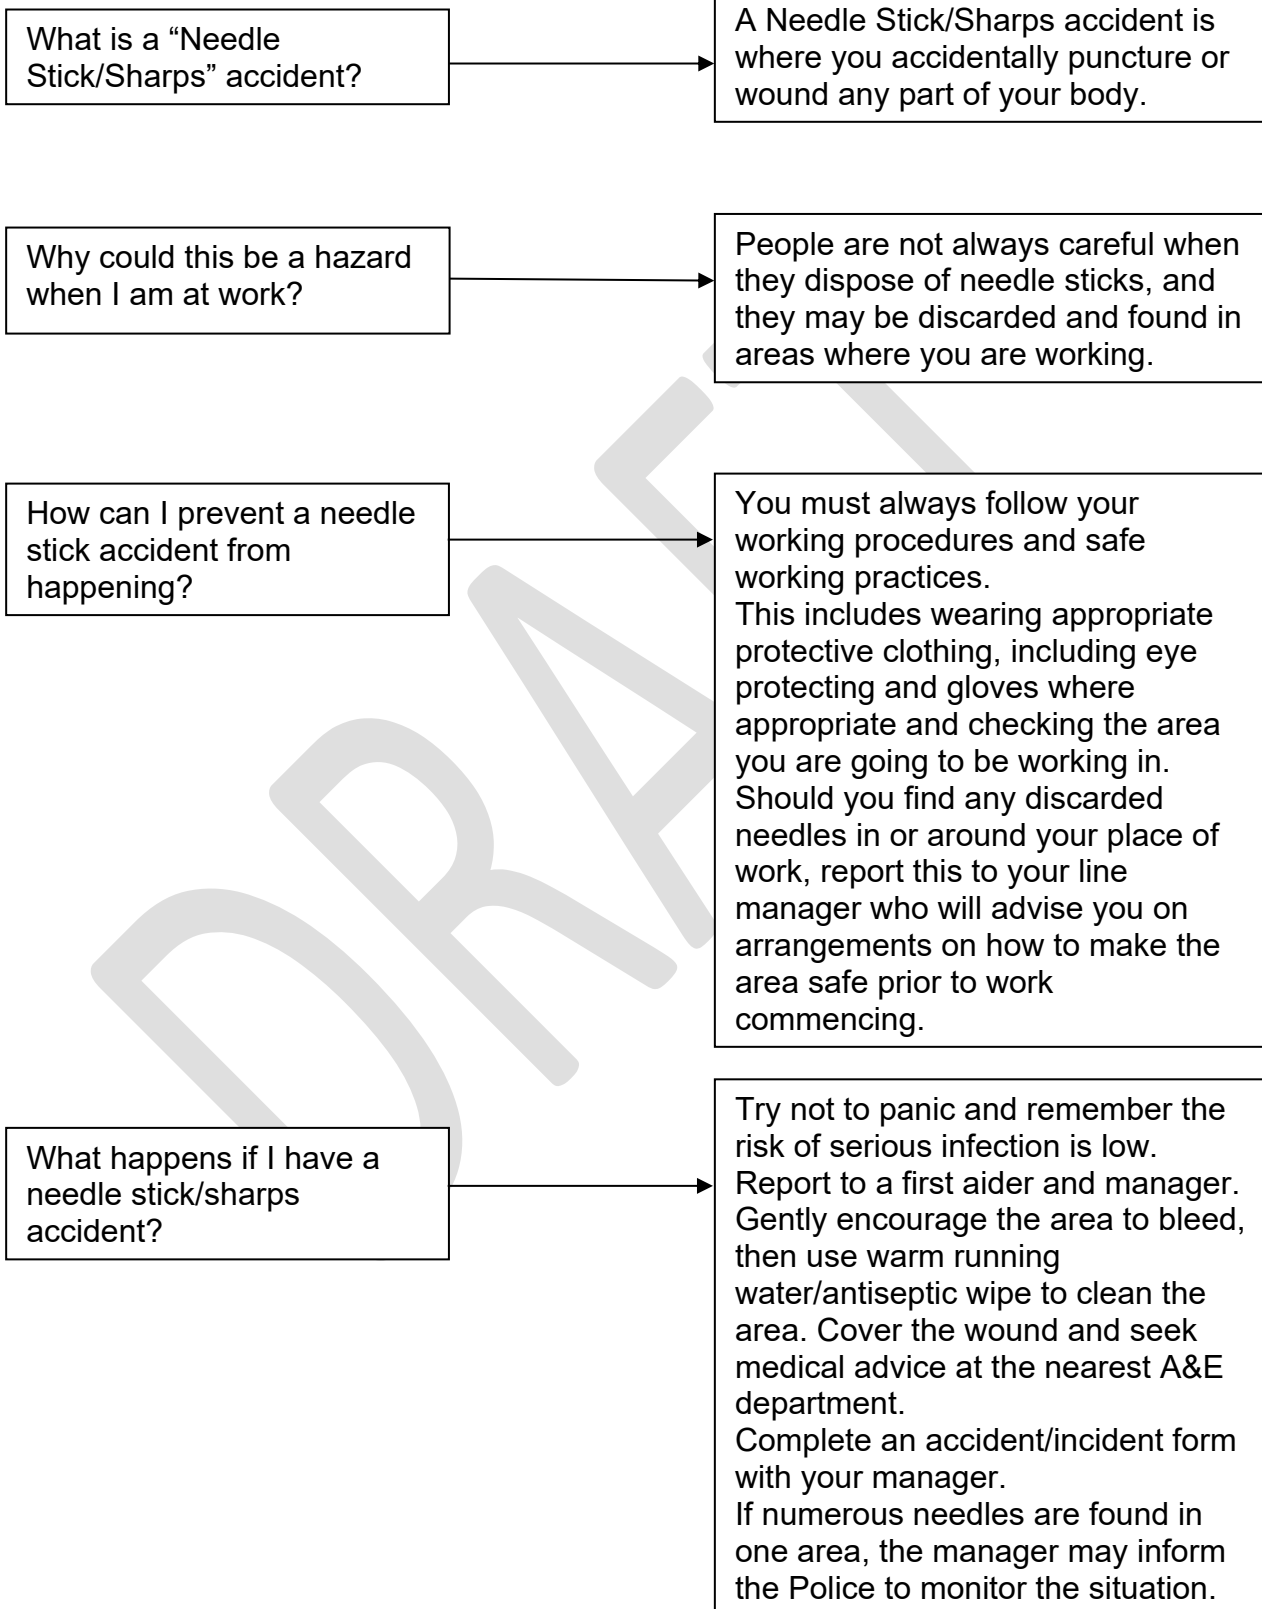 What is a “Needle
Stick/Sharps” accident?
A Needle Stick/Sharps accident is
where you accidentally puncture or
wound any part of your body.
Why could this be a hazard
when I am at work?
People are not always careful when
they dispose of needle sticks, and
they may be discarded and found in
areas where you are working.
How can I prevent a needle
stick accident from
happening?
You must always follow your
working procedures and safe
working practices.
This includes wearing appropriate
protective clothing, including eye
protecting and gloves where
appropriate and checking the area
you are going to be working in.
Should you find any discarded
needles in or around your place of
work, report this to your line
manager who will advise you on
arrangements on how to make the
area safe prior to work
commencing.
What happens if I have a
needle stick/sharps
accident?
Try not to panic and remember the
risk of serious infection is low.
Report to a first aider and manager.
Gently encourage the area to bleed,
then use warm running
water/antiseptic wipe to clean the
area. Cover the wound and seek
medical advice at the nearest A&E
department.
Complete an accident/incident form
with your manager.
If numerous needles are found in
one area, the manager may inform
the Police to monitor the situation.
DRAFT